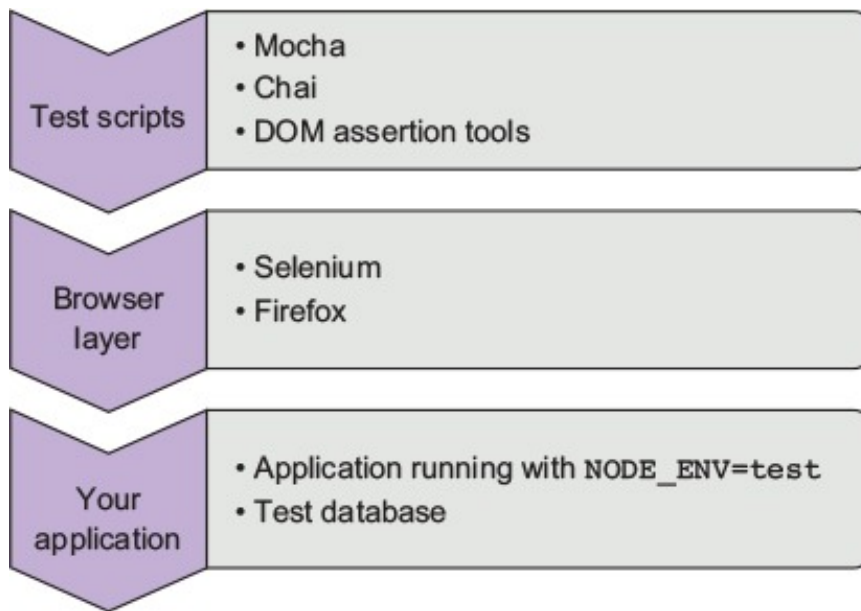 Test scripts
• Mocha
• Chai
• DOM assertion tools
Browser
layer
• Selenium
• Firefox
Your
application
• Application running with NODE_ENV=test
• Test database